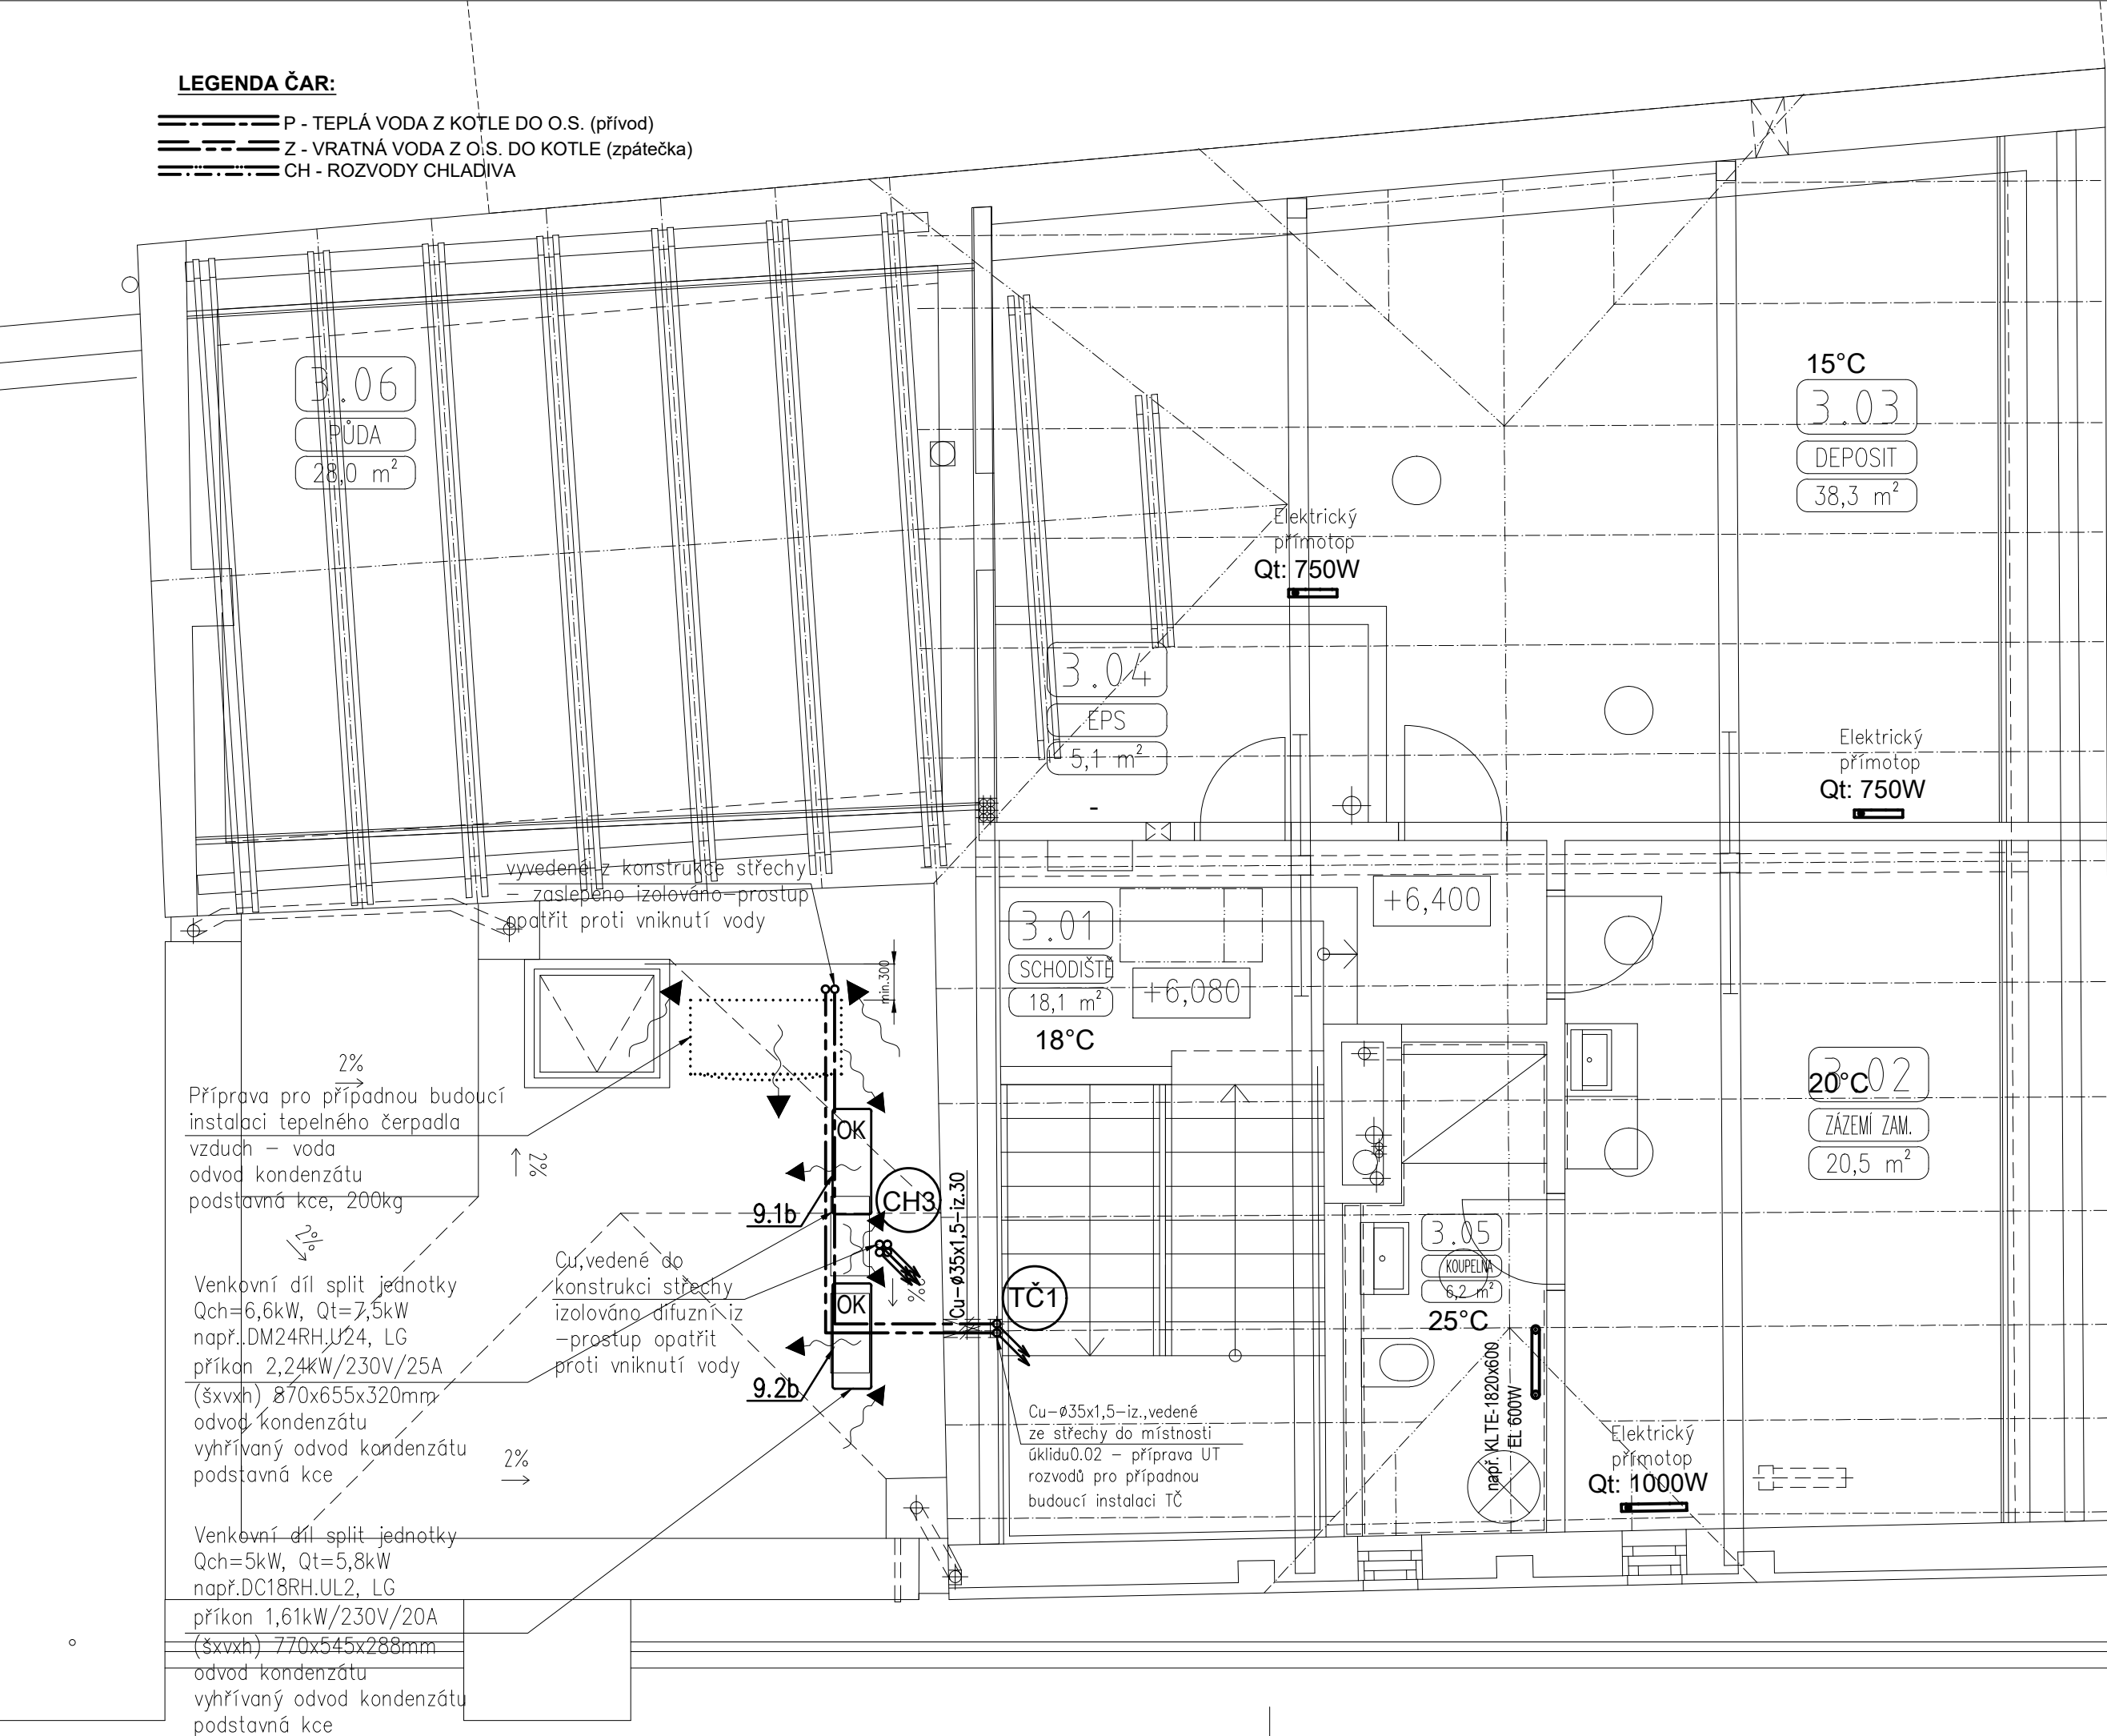 LEGENDA ČAR:
P - TEPLÁ VODA Z KOTLE DO O.S. (přívod)
Z - VRATNÁ VODA Z O.S. DO KOTLE (zpátečka)
CH - ROZVODY CHLADIVA
3.06
PŮDA
28,0 m²
15°C
3.03
DEPOSIT
38,3 m²
Elektrický
přímotop
Qt: 750W
3.04
EPS
5,1 m²
-
Elektrický
přímotop
Qt: 750W
vyvedené z konstrukce střechy
– zaslepeno izolováno–prostup
opatřit proti vniknutí vody
min.300
3.01
SCHODIŠTĚ
18,1 m²
18°C
+6,400
+6,080
3.02
20°C
ZÁZEMÍ ZAM.
20,5 m²
2%
Příprava pro případnou budoucí
instalaci tepelného čerpadla
vzduch – voda
odvod kondenzátu
podstavná kce, 200kg
2%
2%
OK
9.1b
CH3
Cu–ø35x1,5–iz.30
Cu,vedené do
konstrukci střechy
izolováno difuzní iz
–prostup opatřit
proti vniknutí vody
2%
OK
9.2b
TČ1
Venkovní díl split jednotky
Qch=6,6kW, Qt=7,5kW
např.DM24RH.U24, LG
příkon 2,24kW/230V/25A
(šxvxh) 870x655x320mm
odvod kondenzátu
vyhřívaný odvod kondenzátu
podstavná kce
2%
3.05
KOUPELNA
6,2 m²
25°C
např. KLTE-1820x600
EL 600W
Cu–ø35x1,5–iz.,vedené
ze střechy do místnosti
úklidu0.02 – příprava UT
rozvodů pro případnou
budoucí instalaci TČ
Elektrický
přímotop
Qt: 1000W
Venkovní díl split jednotky
Qch=5kW, Qt=5,8kW
např.DC18RH.UL2, LG
příkon 1,61kW/230V/20A
(šxvxh) 770x545x288mm
odvod kondenzátu
vyhřívaný odvod kondenzátu
podstavná kce